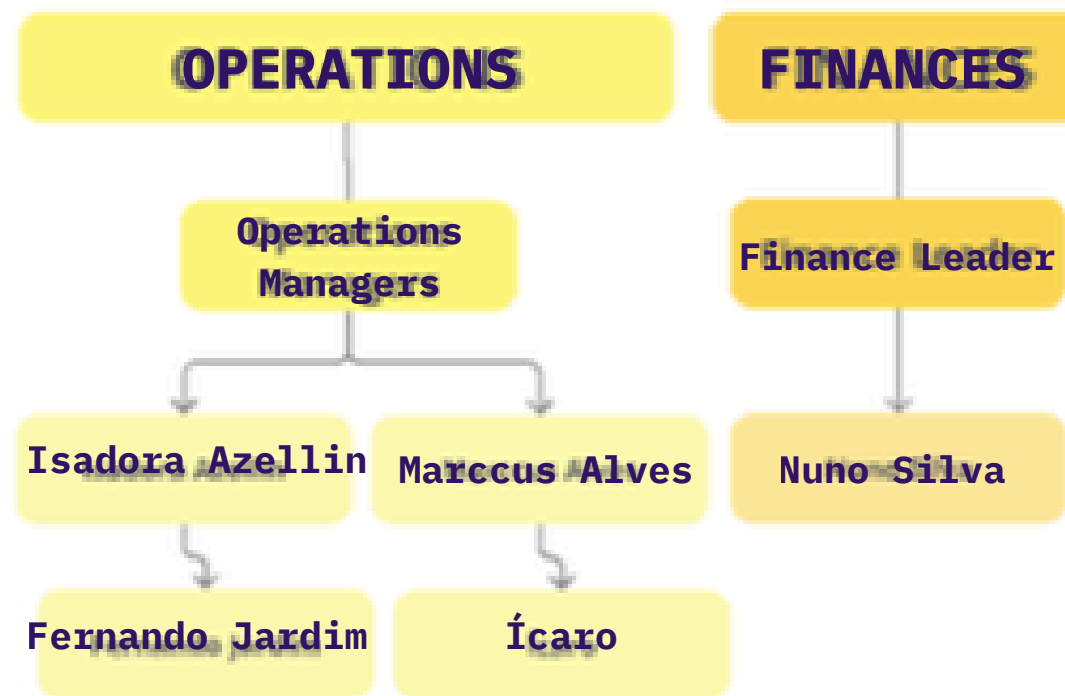 OPERATIONS
FINANCES
Operations
Managers
Finance Leader
Isadora Azellin
Marccus Alves
Nuno Silva
Fernando Jardim
Ícaro